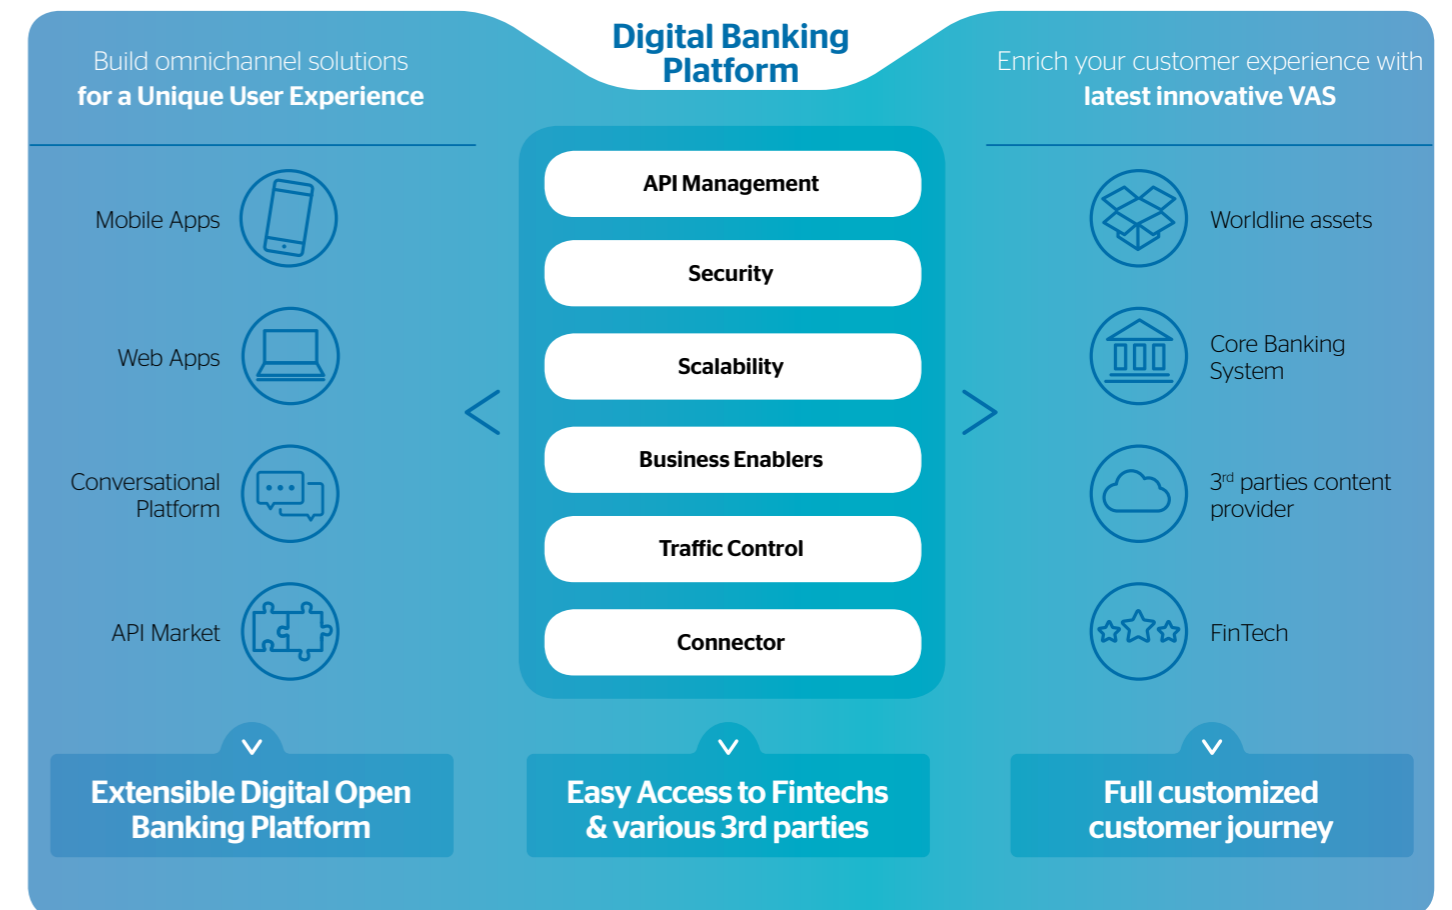 Digital Banking
Platform
Build omnichannel solutions
for a Unique User Experience
Mobile Apps
Web Apps
Conversational
Platform
API Market
Extensible Digital Open
Banking Platform
API Management
Security
Scalability
Business Enablers
Traffic Control
Connector
Easy Access to Fintechs
& various 3rd parties
Enrich your customer experience with
latest innovative VAS
Worldline assets
Core Banking
System
3rd parties content
provider
FinTech
Full customized
customer journey